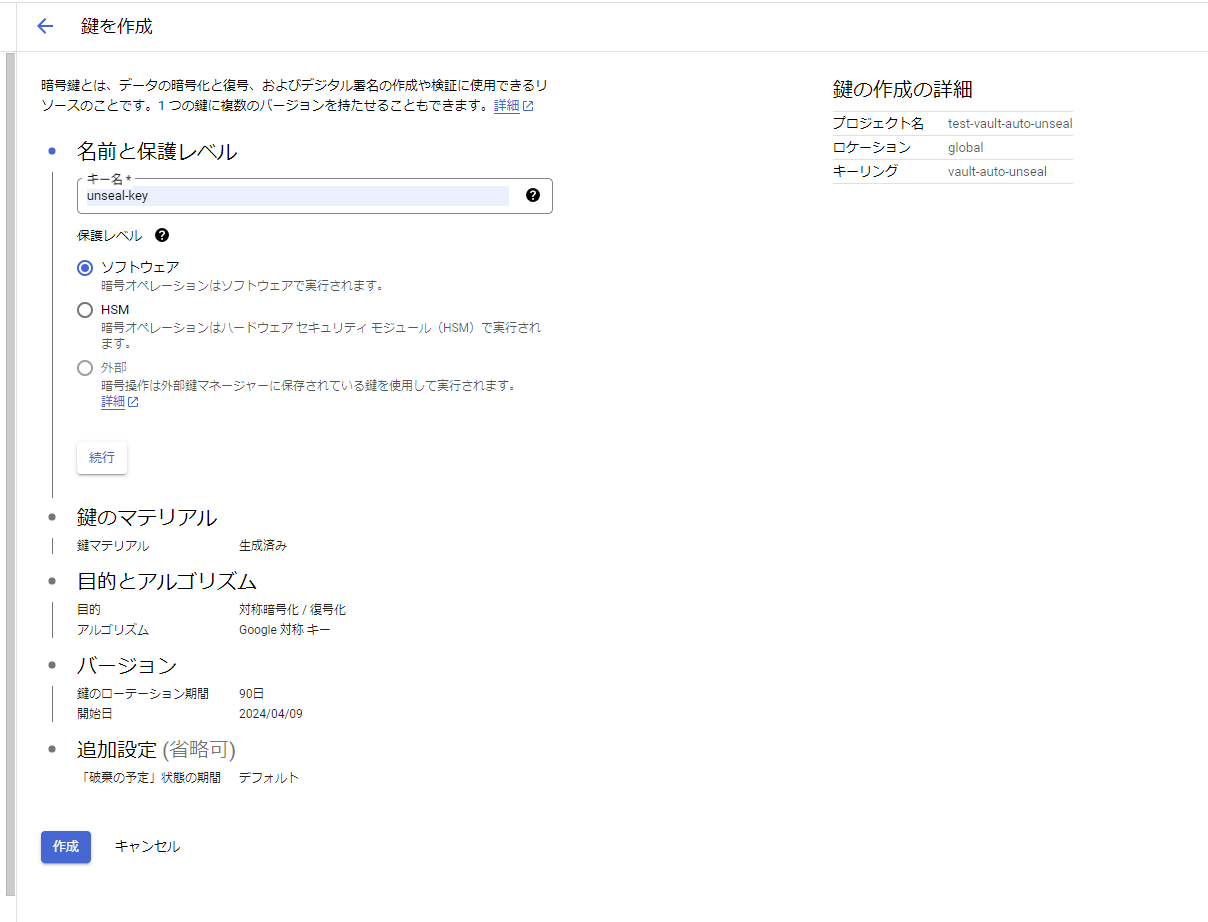 鍵を作成
暗号鍵とは、データの暗号化と復号、およびデジタル署名の作成や検証に使用できるリ
ソースのことです。1 つの鍵に複数のバージョンを持たせることもできます。詳細
名前と保護レベル
キー名 *
unseal-key
保護レベル
ソフトウェア
暗号オペレーションはソフトウェアで実行されます。
HSM
暗号オペレーションはハードウェア セキュリティ モジュール（HSM）で実行され
ます。
外部
暗号操作は外部鍵マネージャーに保存されている鍵を使用して実行されます。
詳細
続行
鍵のマテリアル
鍵マテリアル 生成済み
目的とアルゴリズム
目的 対称暗号化 / 復号化
アルゴリズム Google 対称 キー
バージョン
鍵のローテーション期間 90日
開始日 2024/04/09
追加設定 (省略可)
「破棄の予定」状態の期間 デフォルト
作成 キャンセル
鍵の作成の詳細
プロジェクト名 test-vault-auto-unseal
ロケーション global
キーリング vault-auto-unseal